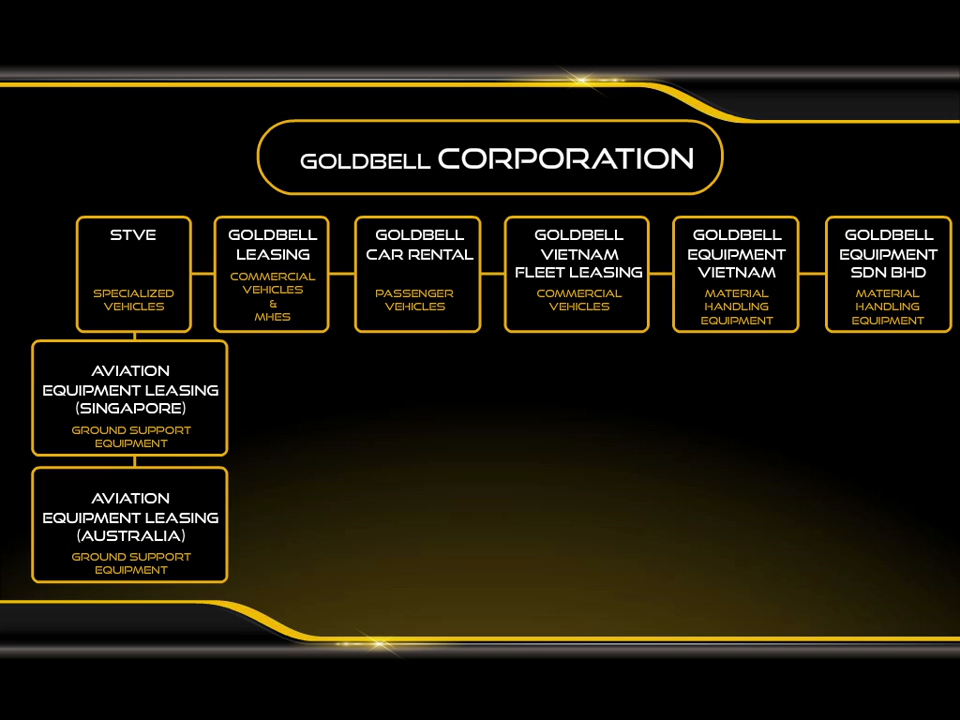 GOLDBELL CORPORATION
STVE
SPECIALIZED
VEHICLES
GOLDBELL
LEASING
COMMERCIAL
VEHICLES
&
MHES
GOLDBELL
CAR RENTAL
PASSENGER
VEHICLES
GOLDBELL
VIETNAM
FLEET LEASING
COMMERCIAL
VEHICLES
GOLDBELL
EQUIPMENT
VIETNAM
MATERIAL
HANDLING
EQUIPMENT
GOLDBELL
EQUIPMENT
SDN BHD
MATERIAL
HANDLING
EQUIPMENT
AVIATION
EQUIPMENT LEASING
(SINGAPORE)
GROUND SUPPORT
EQUIPMENT
AVIATION
EQUIPMENT LEASING
(AUSTRALIA)
GROUND SUPPORT
EQUIPMENT